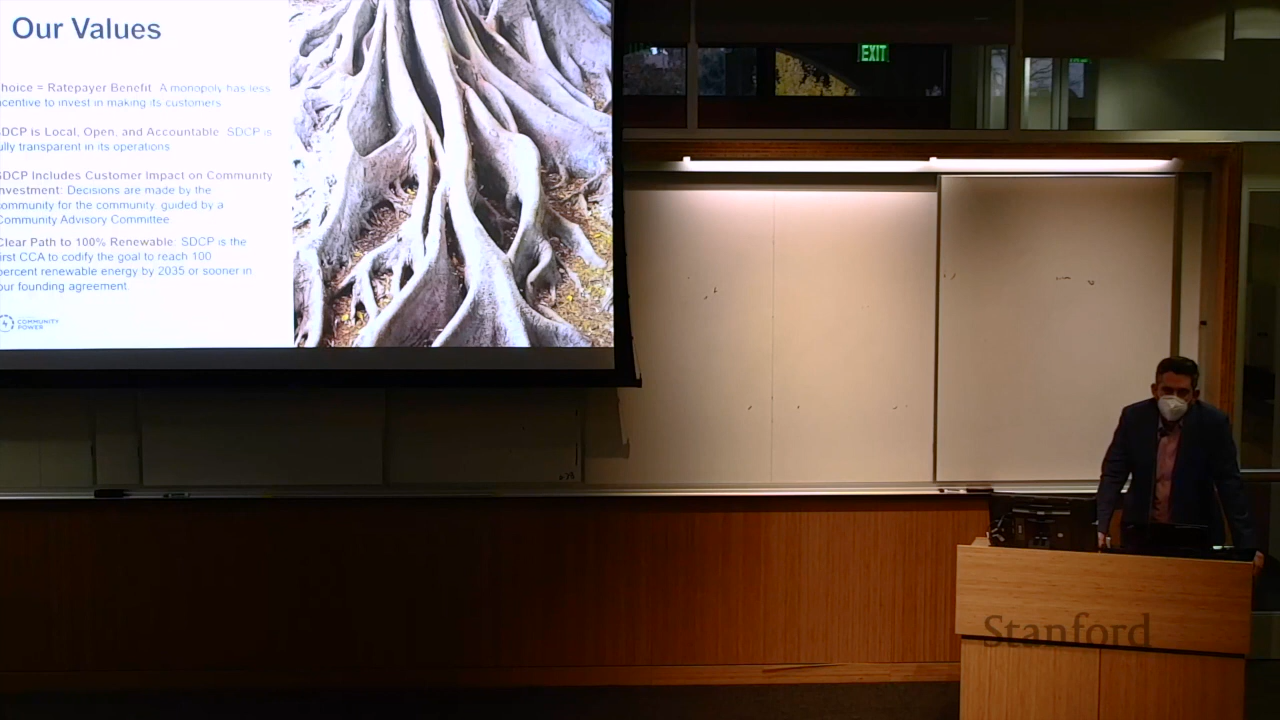 Our Values
hoice = Ratepayer Benefit A monopoly has less
centive to invest in making its customers
SDCP is Local, Open, and Accountable: SDCP is
ully transparent in its operations
SDCP Includes Customer Impact on Community
nvestment: Decisions are made by the
community for the community, guided by a
Community Advisory Committee
Clear Path to 100% Renewable: SDCP is the
irst CCA to codify the goal to reach 100
percent renewable energy by 2035 or sooner in
our founding agreement.
COMMUNITY
POWER
EXIT
Stanford